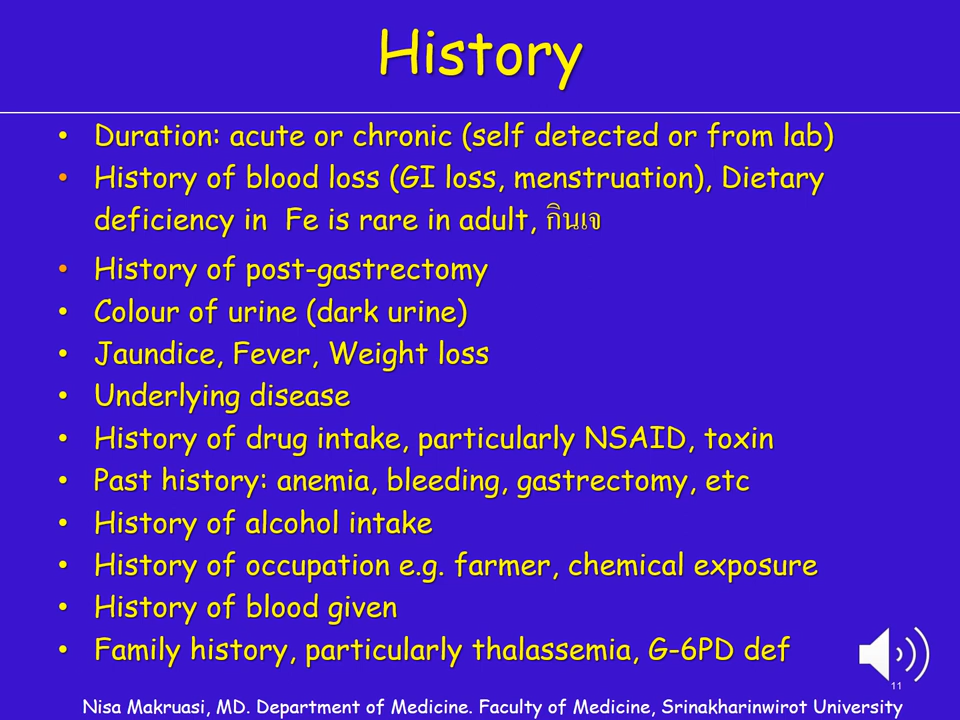 History
• Duration: acute or chronic (self detected or from lab)
• History of blood loss (GI loss, menstruation), Dietary
deficiency in Fe is rare in adult, กินเจ
• History of post-gastrectomy
• Colour of urine (dark urine)
• Jaundice, Fever, Weight loss
• Underlying disease
• History of drug intake, particularly NSAID, toxin
• Past history: anemia, bleeding, gastrectomy, etc
• History of alcohol intake
• History of occupation e.g. farmer, chemical exposure
• History of blood given
• Family history, particularly thalassemia, G-6PD def
11
Nisa Makruasi, MD. Department of Medicine. Faculty of Medicine, Srinakharinwirot University